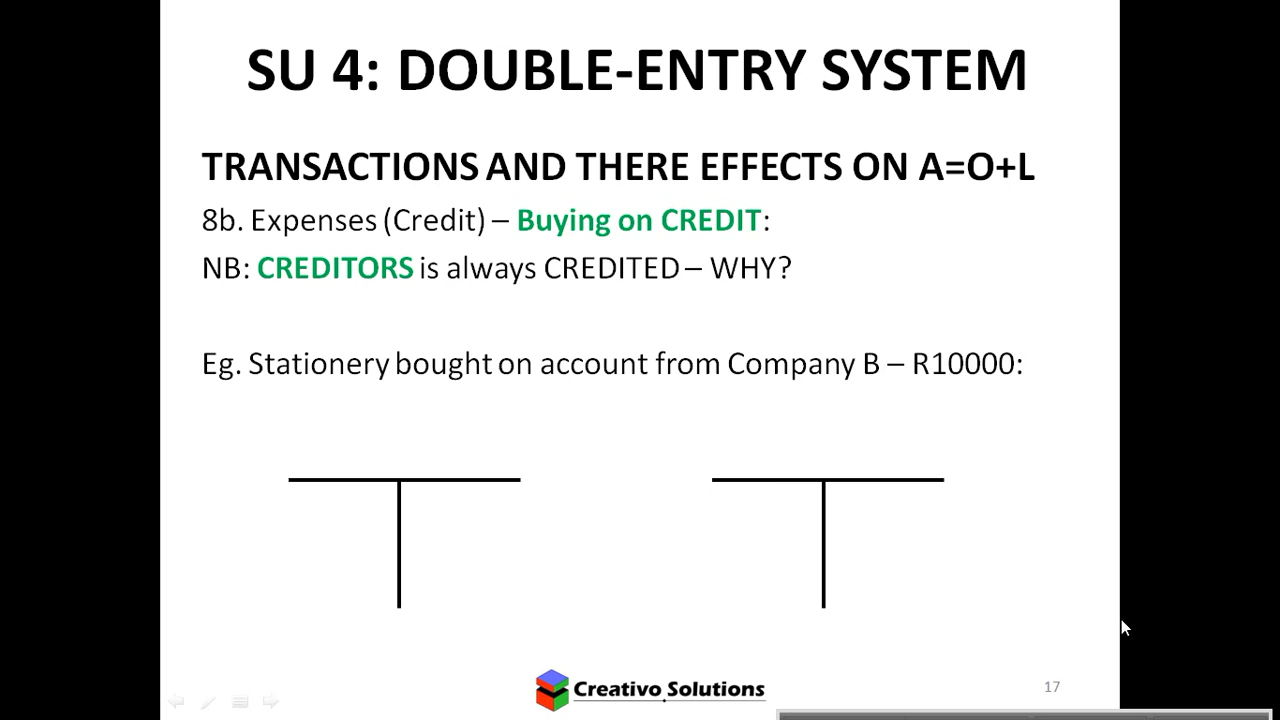 SU 4: DOUBLE-ENTRY SYSTEM
TRANSACTIONS AND THERE EFFECTS ON A=O+L
8b. Expenses (Credit) – Buying on CREDIT:
NB: CREDITORS is always CREDITED – WHY?
Eg. Stationery bought on account from Company B – R10000:
Creativo Solutions
17